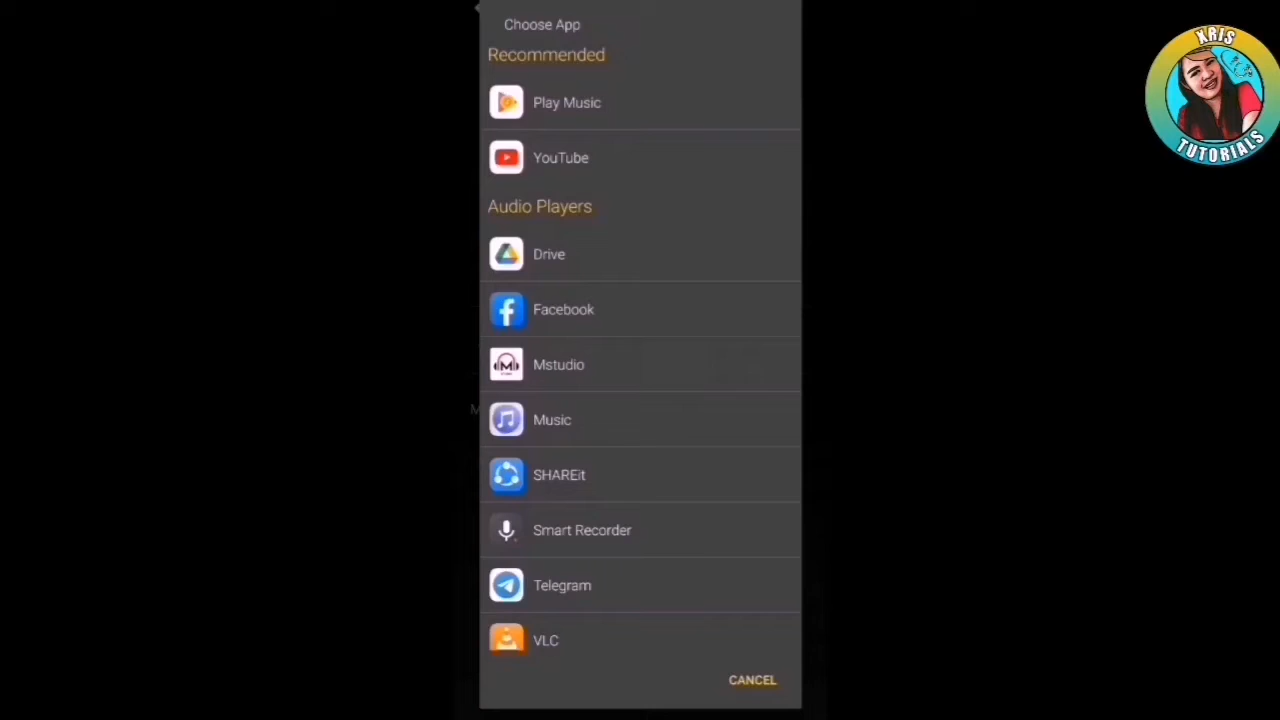 Choose App
Recommended
Play Music
YouTube
Audio Players
Drive
Facebook
Mstudio
Music
SHAREit
Smart Recorder
Telegram
VLC
CANCEL
KRIS
TUTORIALS